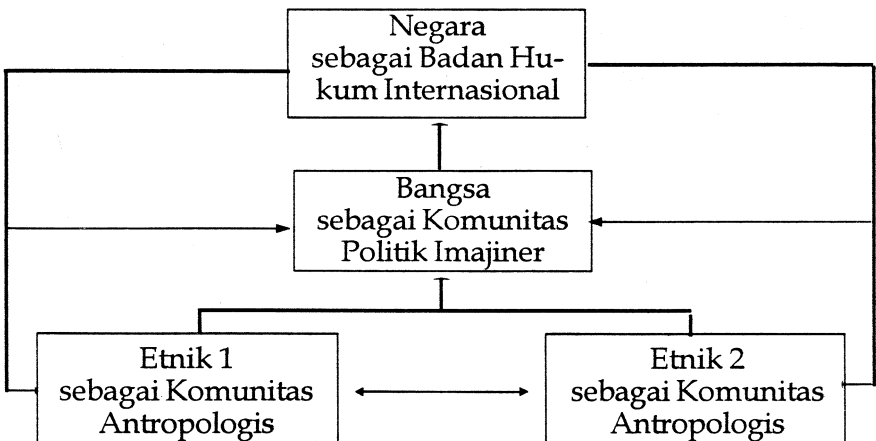 Negara
sebagai Badan Hu-
kum Internasional
Bangsa
sebagai Komunitas
Politik Imajiner
Etnik 1
sebagai Komunitas
Antropologis
Etnik 2
sebagai Komunitas
Antropologis